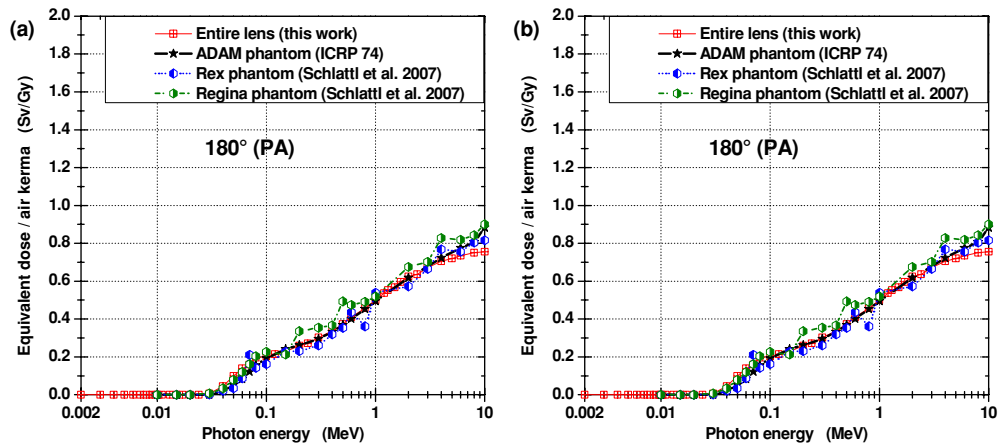 (a)
Equivalent dose / air kerma (Sv/Gy)
2.0
1.8
1.6
1.4
1.2
1.0
0.8
0.6
0.4
0.2
0.0
Entire lens (this work)
ADAM phantom (ICRP 74)
Rex phantom (Schlattl et al. 2007)
Regina phantom (Schlattl et al. 2007)
180° (PA)
0.002
0.01
0.1
1
10
Photon energy (MeV)
(b)
Equivalent dose / air kerma (Sv/Gy)
2.0
1.8
1.6
1.4
1.2
1.0
0.8
0.6
0.4
0.2
0.0
Entire lens (this work)
ADAM phantom (ICRP 74)
Rex phantom (Schlattl et al. 2007)
Regina phantom (Schlattl et al. 2007)
180° (PA)
0.002
0.01
0.1
1
10
Photon energy (MeV)